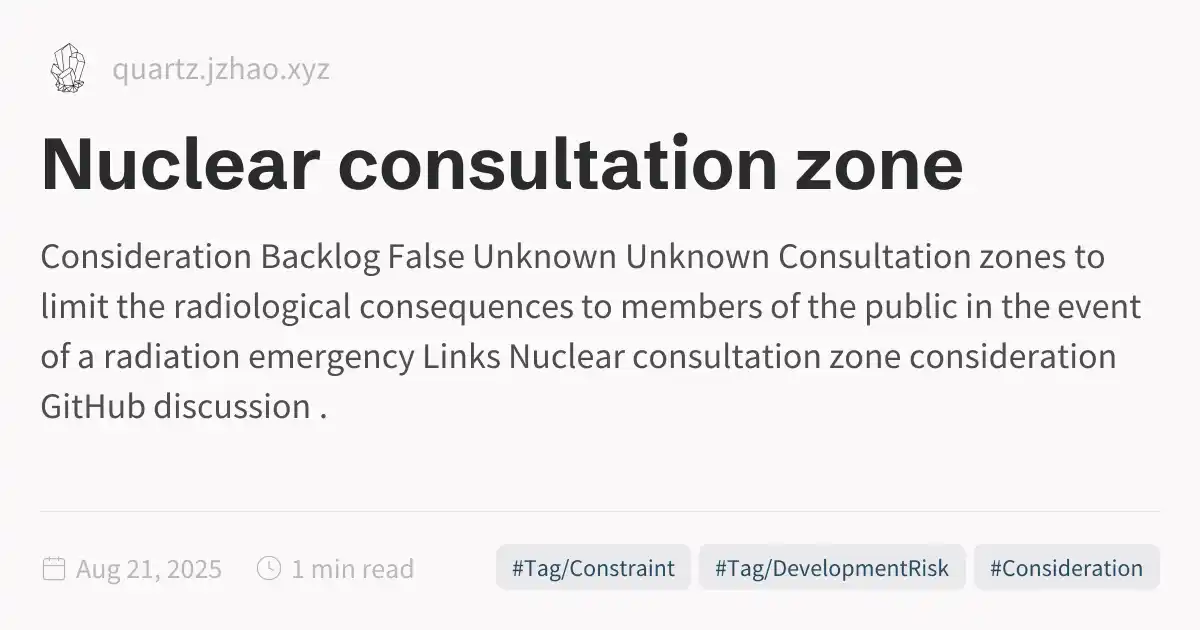 quartz.jzhao.xyz
Nuclear consultation zone
Consideration Backlog False Unknown Unknown Consultation zones to
limit the radiological consequences to members of the public in the event
of a radiation emergency Links Nuclear consultation zone consideration
GitHub discussion .
Aug 21, 2025 1 min read #Tag/Constraint #Tag/DevelopmentRisk #Consideration